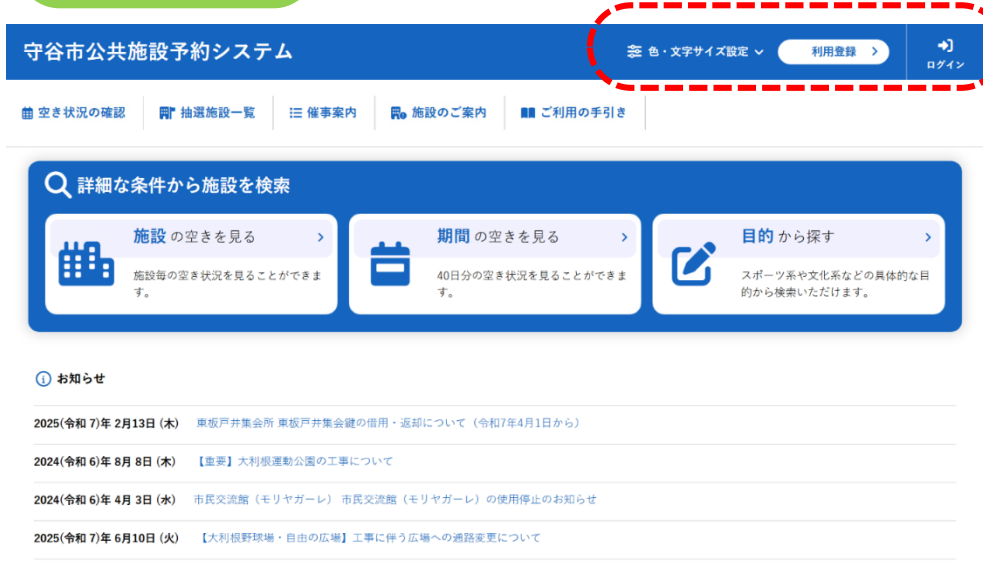 守谷市公共施設予約システム
色・文字サイズ設定
利用登録
ログイン
空き状況の確認
抽選施設一覧
催事案内
施設のご案内
ご利用の手引き
詳細な条件から施設を検索
施設 の空きを見る
施設毎の空き状況を見ることができま
す。
期間 の空きを見る
40日分の空き状況を見ることができま
す。
目的 から探す
スポーツ系や文化系などの具体的な目
的から検索いただけます。
お知らせ
2025(令和 7)年 2月13日 (木) 東板戸井集会所 東板戸井集会鍵の借用・返却について（令和7年4月1日から）
2024(令和 6)年 8月 8日 (木) 【重要】大利根運動公園の工事について
2024(令和 6)年 4月 3日 (水) 市民交流館（モリヤガーレ） 市民交流館（モリヤガーレ）の使用停止のお知らせ
2025(令和 7)年 6月10日 (火) 【大利根野球場・自由の広場】工事に伴う広場への通路変更について